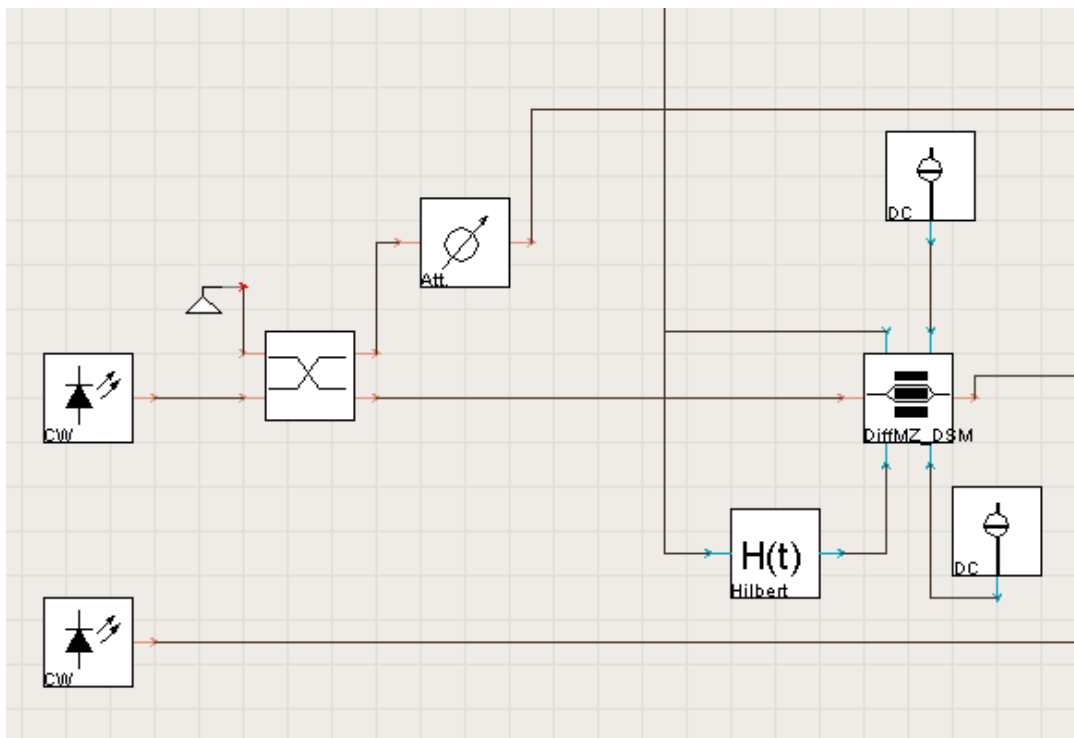 DC
Att.
CW
DiffMZ_DSM
H(t)
Hilbert
DC
CW